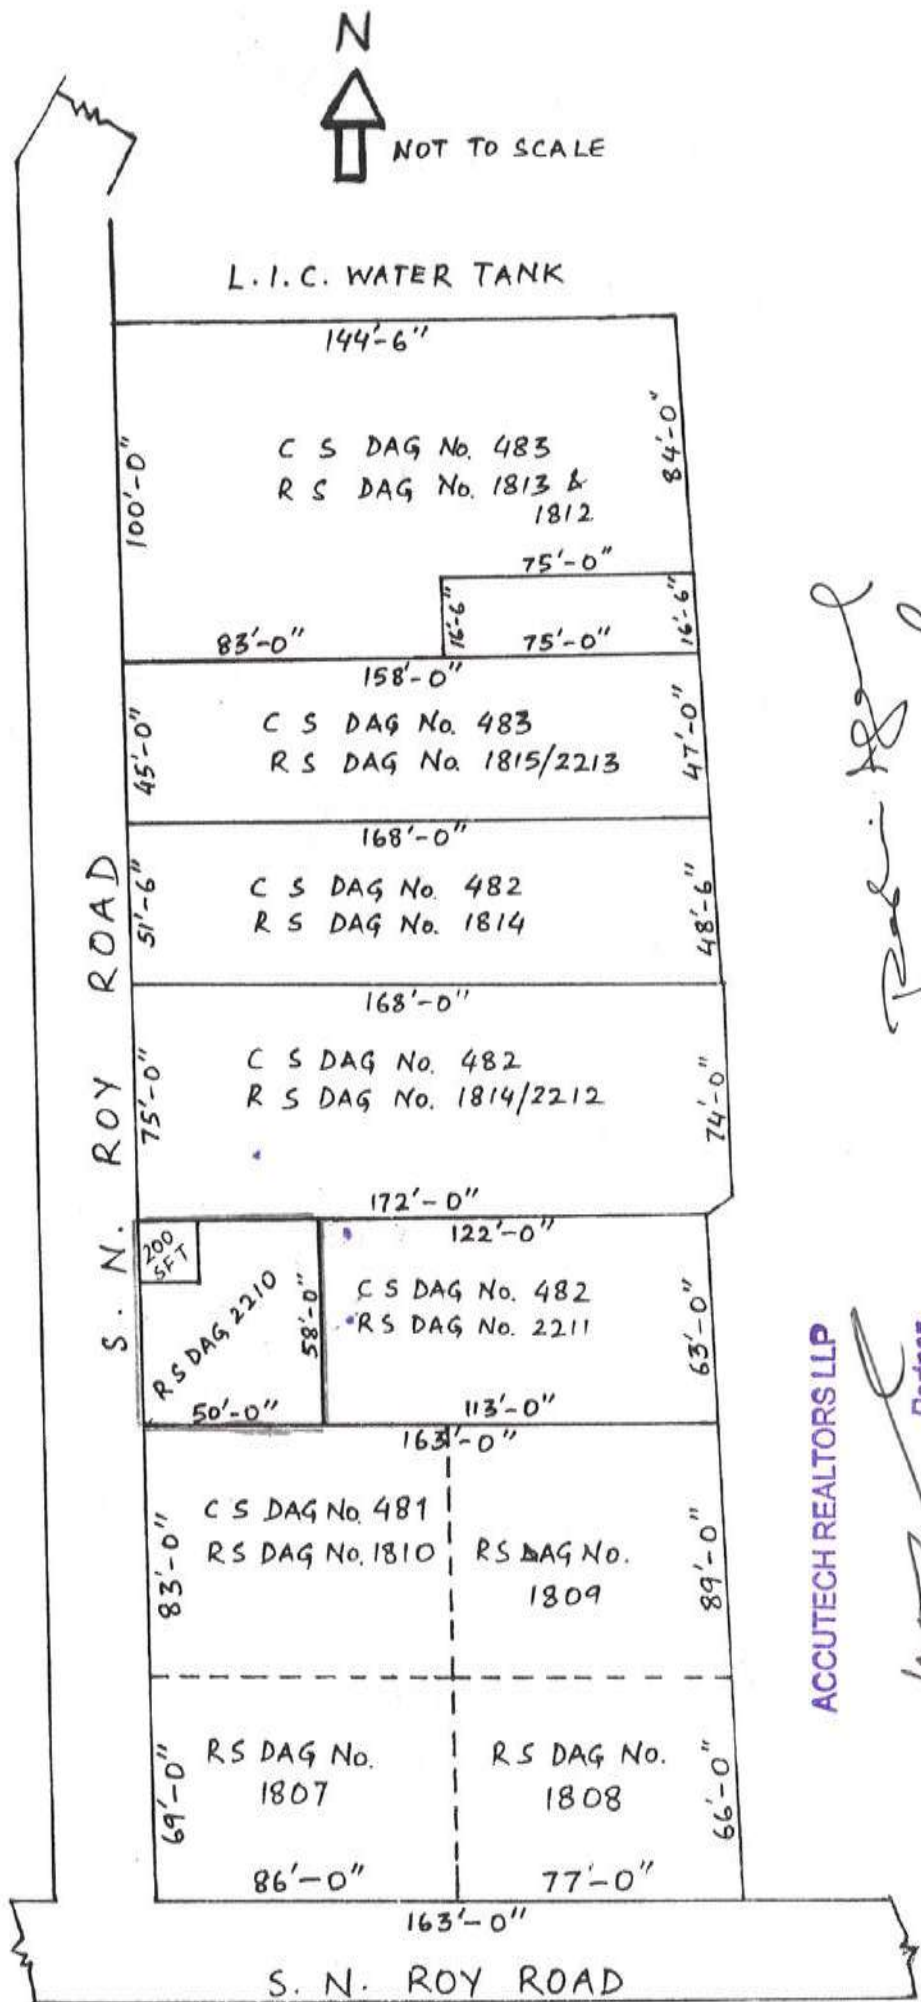 N
NOT TO SCALE
L.I.C. WATER TANK
144'-6"
100'-0"
84'-0"
C S DAG No. 483
R S DAG No. 1813 &
1812
75'-0"
16'-6"
16'-6"
83'-0"
75'-0"
158'-0"
45'-0"
47'-0"
C S DAG No. 483
R S DAG No. 1815/2213
168'-0"
51'-6"
48'-6"
C S DAG No. 482
R S DAG No. 1814
168'-0"
75'-0"
74'-0"
C S DAG No. 482
R S DAG No. 1814/2212
172'-0"
S. N. ROY ROAD
200
SFT
RS DAG 2210
58'-0"
50'-0"
122'-0"
C S DAG No. 482
RS DAG No. 2211
63'-0"
113'-0"
163'-0"
C S DAG No. 481
RS DAG No. 1810
83'-0"
RS DAG No.
1809
89'-0"
RS DAG No.
1807
69'-0"
RS DAG No.
1808
66'-0"
86'-0"
77'-0"
163'-0"
S. N. ROY ROAD
ACCUTECH REALTORS LLP